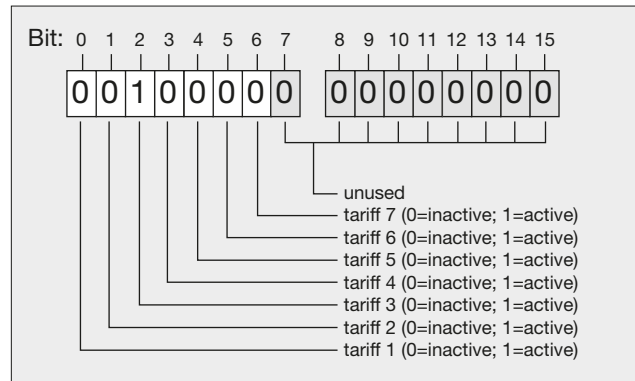 Bit: 0 1 2 3 4 5 6 7 8 9 10 11 12 13 14 15
0 0 1 0 0 0 0 0 0 0 0 0 0 0 0 0
unused
tariff 7 (0=inactive; 1=active)
tariff 6 (0=inactive; 1=active)
tariff 5 (0=inactive; 1=active)
tariff 4 (0=inactive; 1=active)
tariff 3 (0=inactive; 1=active)
tariff 2 (0=inactive; 1=active)
tariff 1 (0=inactive; 1=active)